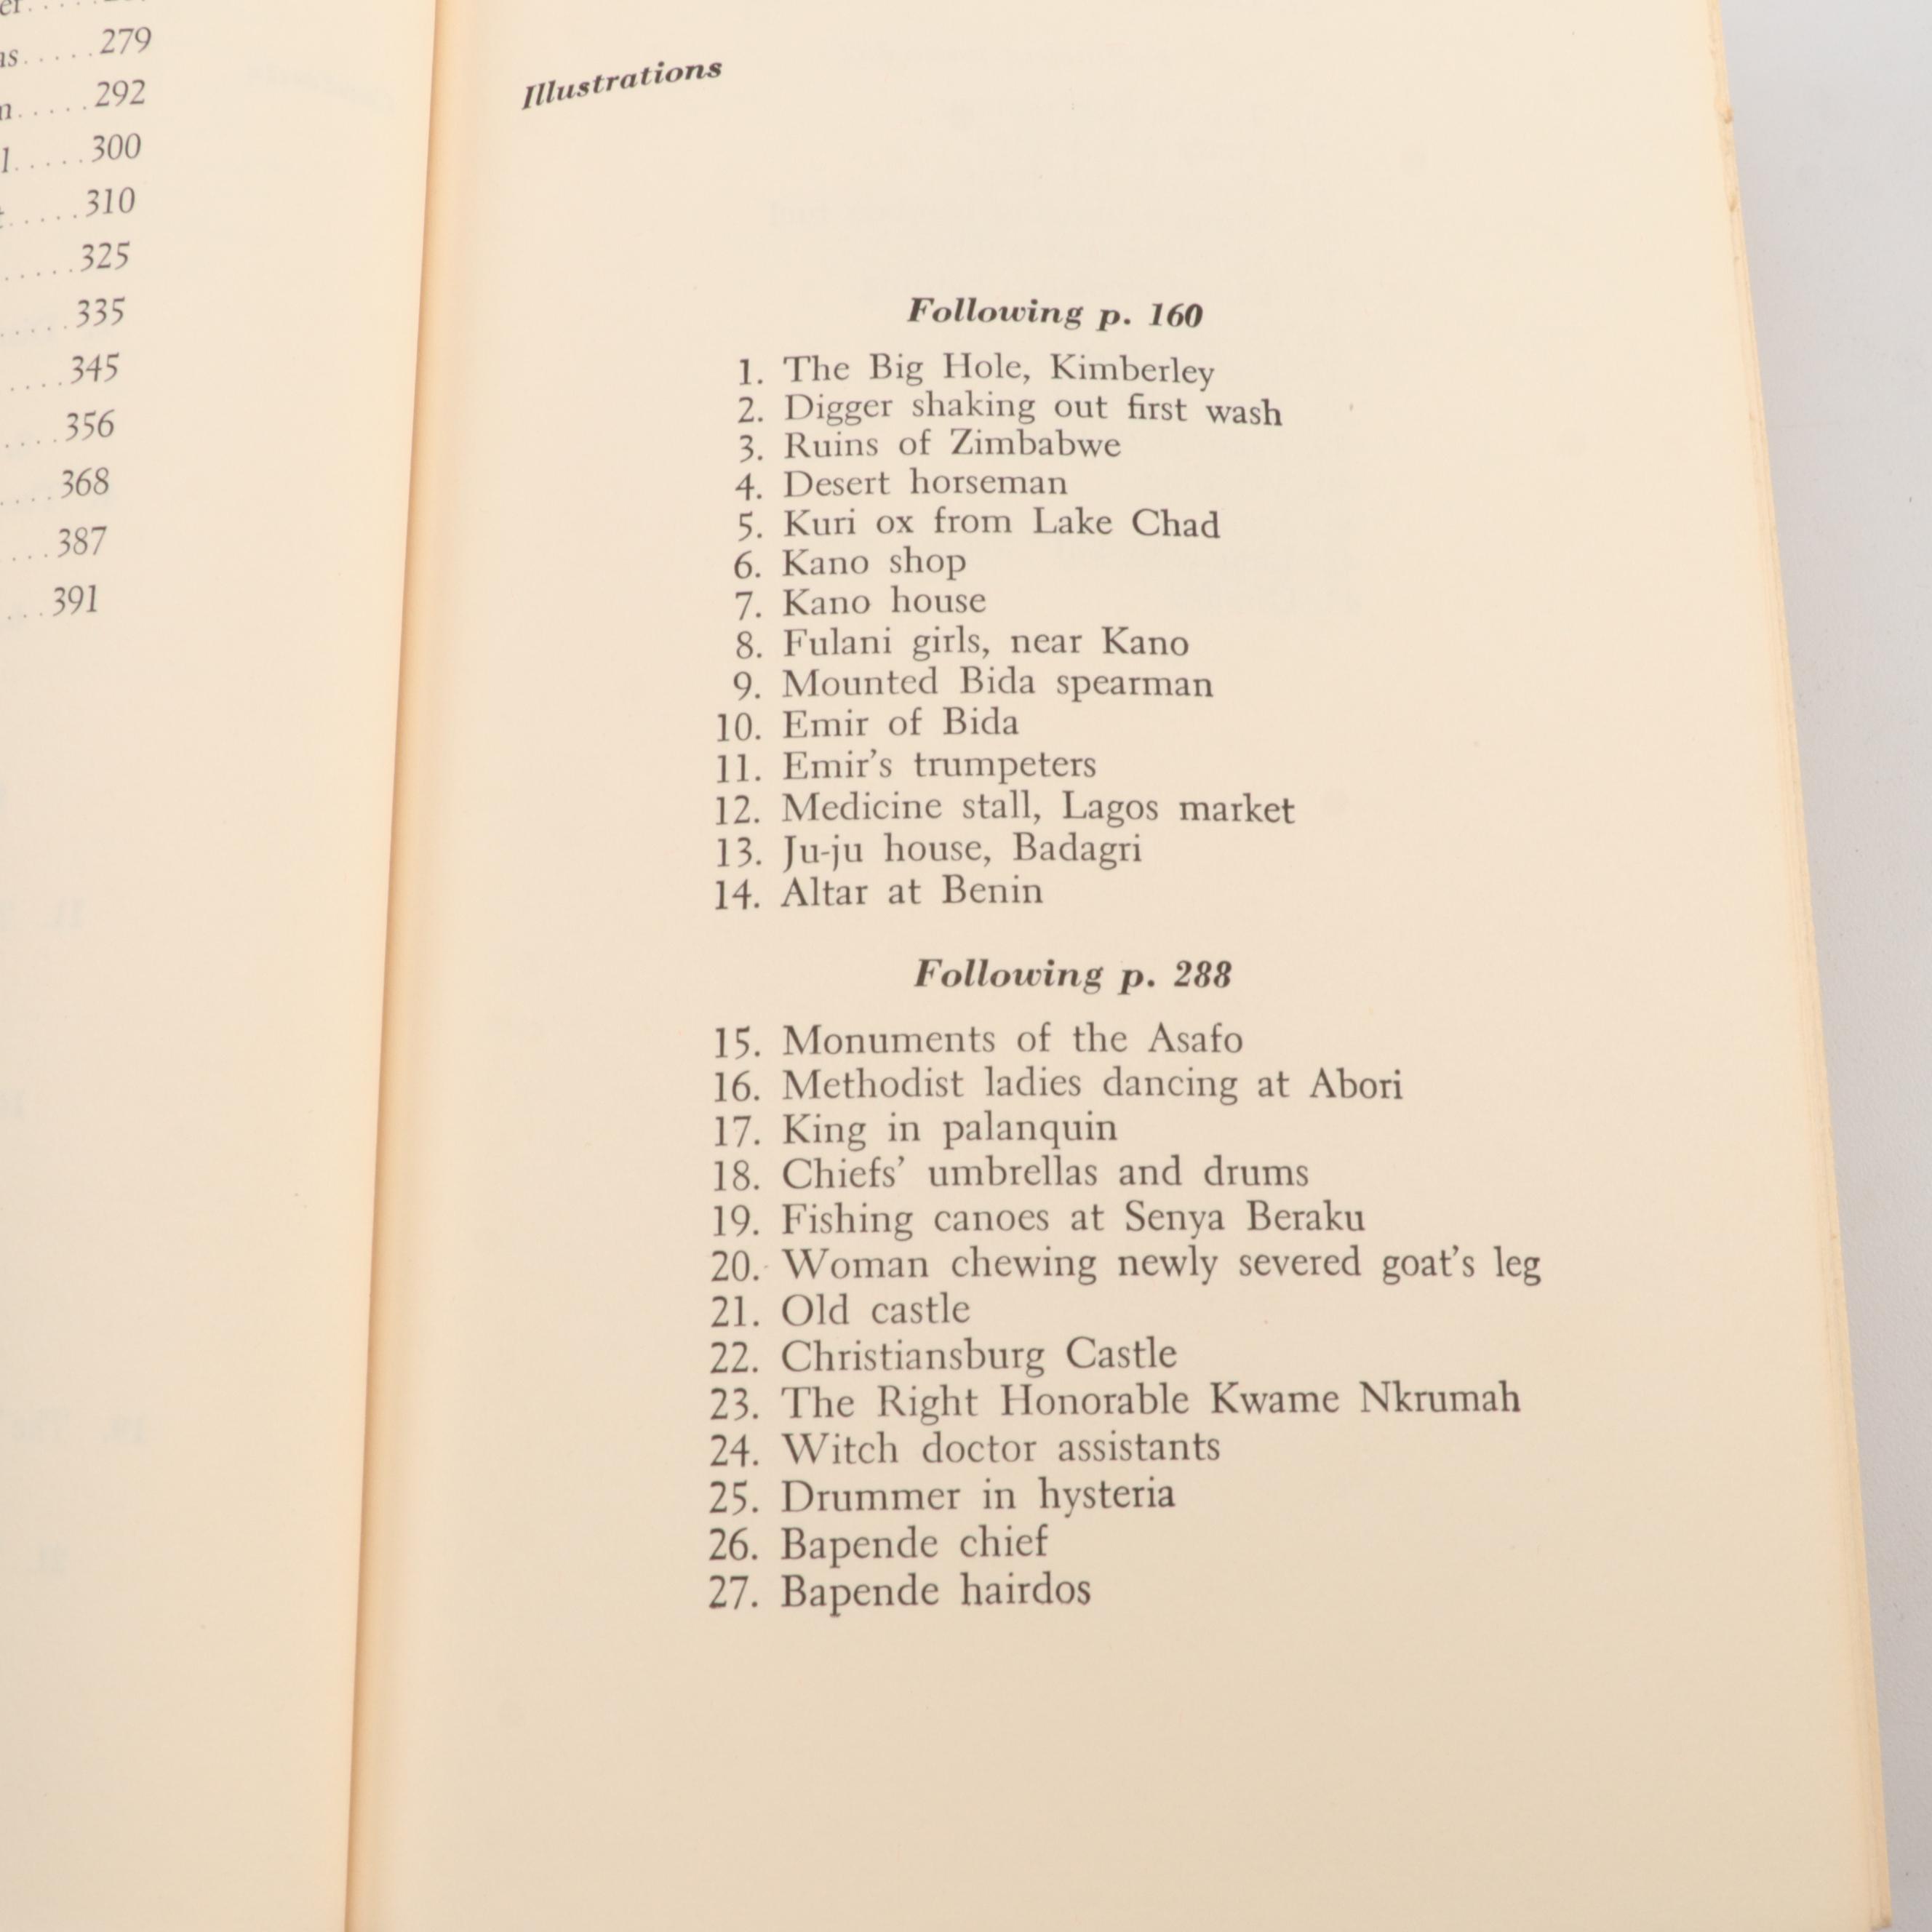 279
292
300
310
325
335
345
356
368
387
391
Illustrations
Following p. 160
1. The Big Hole, Kimberley
2. Digger shaking out first wash
3. Ruins of Zimbabwe
4. Desert horseman
5. Kuri ox from Lake Chad
6. Kano shop
7. Kano house
8. Fulani girls, near Kano
9. Mounted Bida spearman
10. Emir of Bida
11. Emir's trumpeters
12. Medicine stall, Lagos market
13. Ju-ju house, Badagri
14. Altar at Benin
Following p. 288
15. Monuments of the Asafo
16. Methodist ladies dancing at Abori
17. King in palanquin
18. Chiefs' umbrellas and drums
19. Fishing canoes at Senya Beraku
20. Woman chewing newly severed goat's leg
21. Old castle
22. Christiansburg Castle
23. The Right Honorable Kwame Nkrumah
24. Witch doctor assistants
25. Drummer in hysteria
26. Bapende chief
27. Bapende hairdos